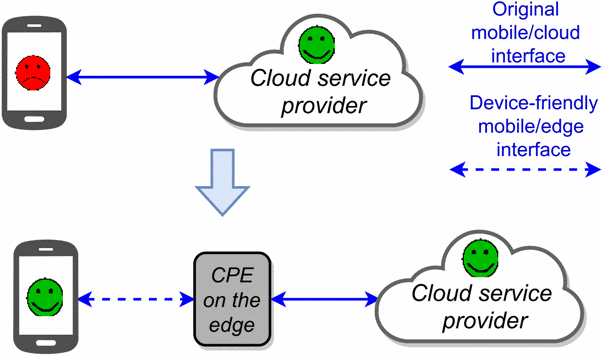 Cloud service
provider
Original
mobile/cloud
interface
Device-friendly
mobile/edge
interface
CPE
on the
edge
Cloud service
provider